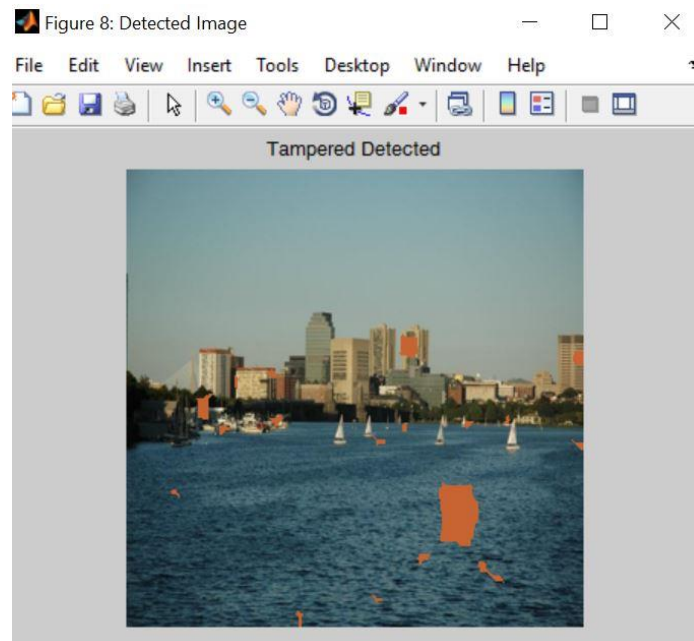 Figure 8: Detected Image
File Edit View Insert Tools Desktop Window Help
Tampered Detected